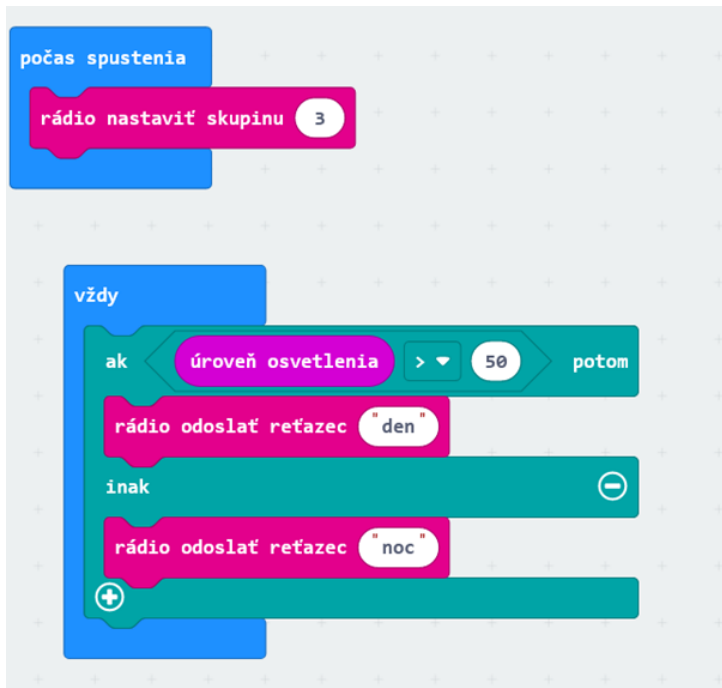 počas spustenia
rádio nastaviť skupinu 3
vždy
ak úroveň osvetlenia > 50 potom
rádio odoslať reťazec "den"
inak
rádio odoslať reťazec "noc"